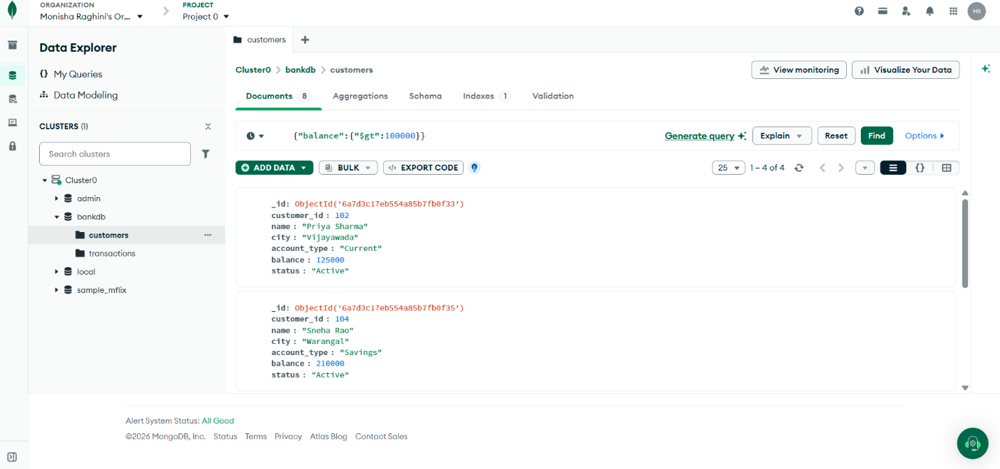 ORGANIZATION
Monisha Raghini's Or...
PROJECT
Project 0
MR
Data Explorer
{} My Queries
Data Modeling
CLUSTERS (1)
Search clusters
Cluster0
admin
bankdb
customers
transactions
local
sample_mflix
customers
Cluster0 > bankdb > customers
View monitoring
Visualize Your Data
Documents 8 Aggregations Schema Indexes 1 Validation
{"balance":{"$gt":100000}}
Generate query Explain Reset Find Options
ADD DATA BULK EXPORT CODE
25 1 – 4 of 4 {}
_id: ObjectId('6a7d3c17eb554a85b7fb0f33')
customer_id : 102
name : "Priya Sharma"
city : "Vijayawada"
account_type : "Current"
balance : 125000
status : "Active"
_id: ObjectId('6a7d3c17eb554a85b7fb0f35')
customer_id : 104
name : "Sneha Rao"
city : "Warangal"
account_type : "Savings"
balance : 210000
status : "Active"
Alert System Status: All Good
©2026 MongoDB, Inc. Status Terms Privacy Atlas Blog Contact Sales